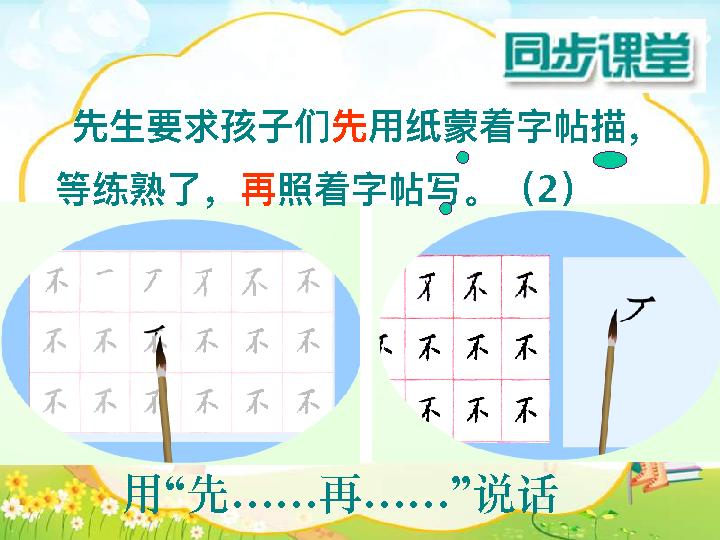 同步课堂
先生要求孩子们先用纸蒙着字帖描，
等练熟了，再照着字帖写。（2）
不 一 丆 不 不 不
不 不 不 不 不 不
不 不 不 不 不 不
不 不 不
不 不 不 不
不 不 不
用“先……再……”说话